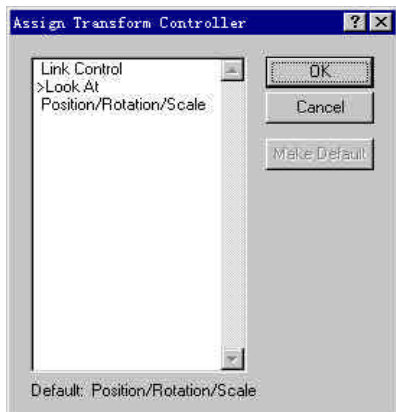 Assign Transform Controller
Link Control
>Look At
Position/Rotation/Scale
OK
Cancel
Make Default
Default: Position/Rotation/Scale